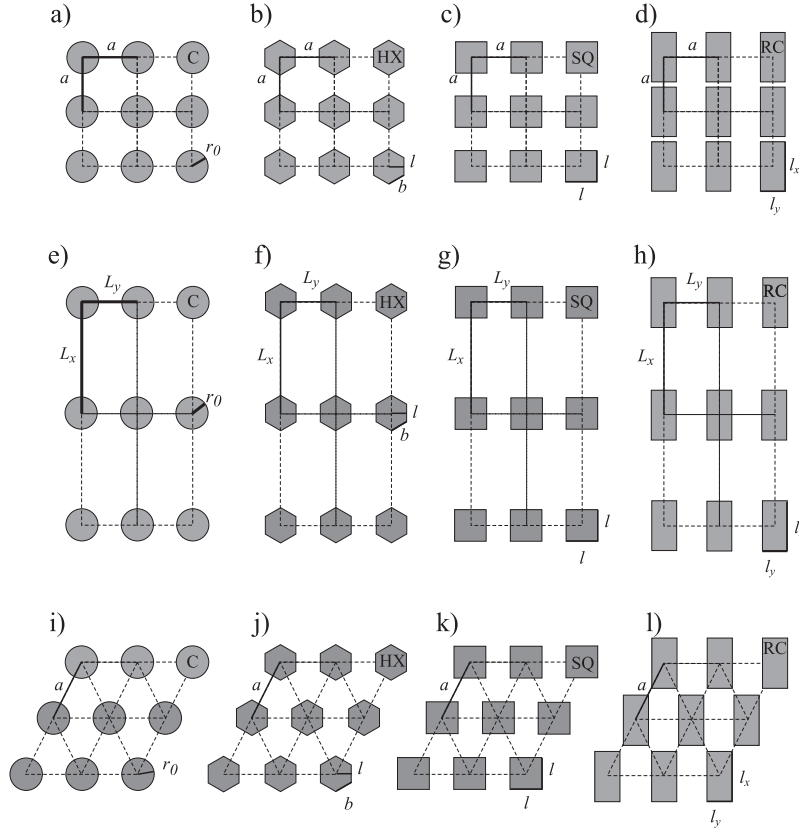 a) b) c) d)
a a a a
C HX SQ RC
a a a a
r0 l l lx
b l ly
e) f) g) h)
Ly Ly Ly Ly
C HX SQ RC
Lx Lx Lx Lx
r0 l
b
l l
l ly
i) j) k) l)
C HX SQ RC
a a a a
r0 l l lx
b l ly